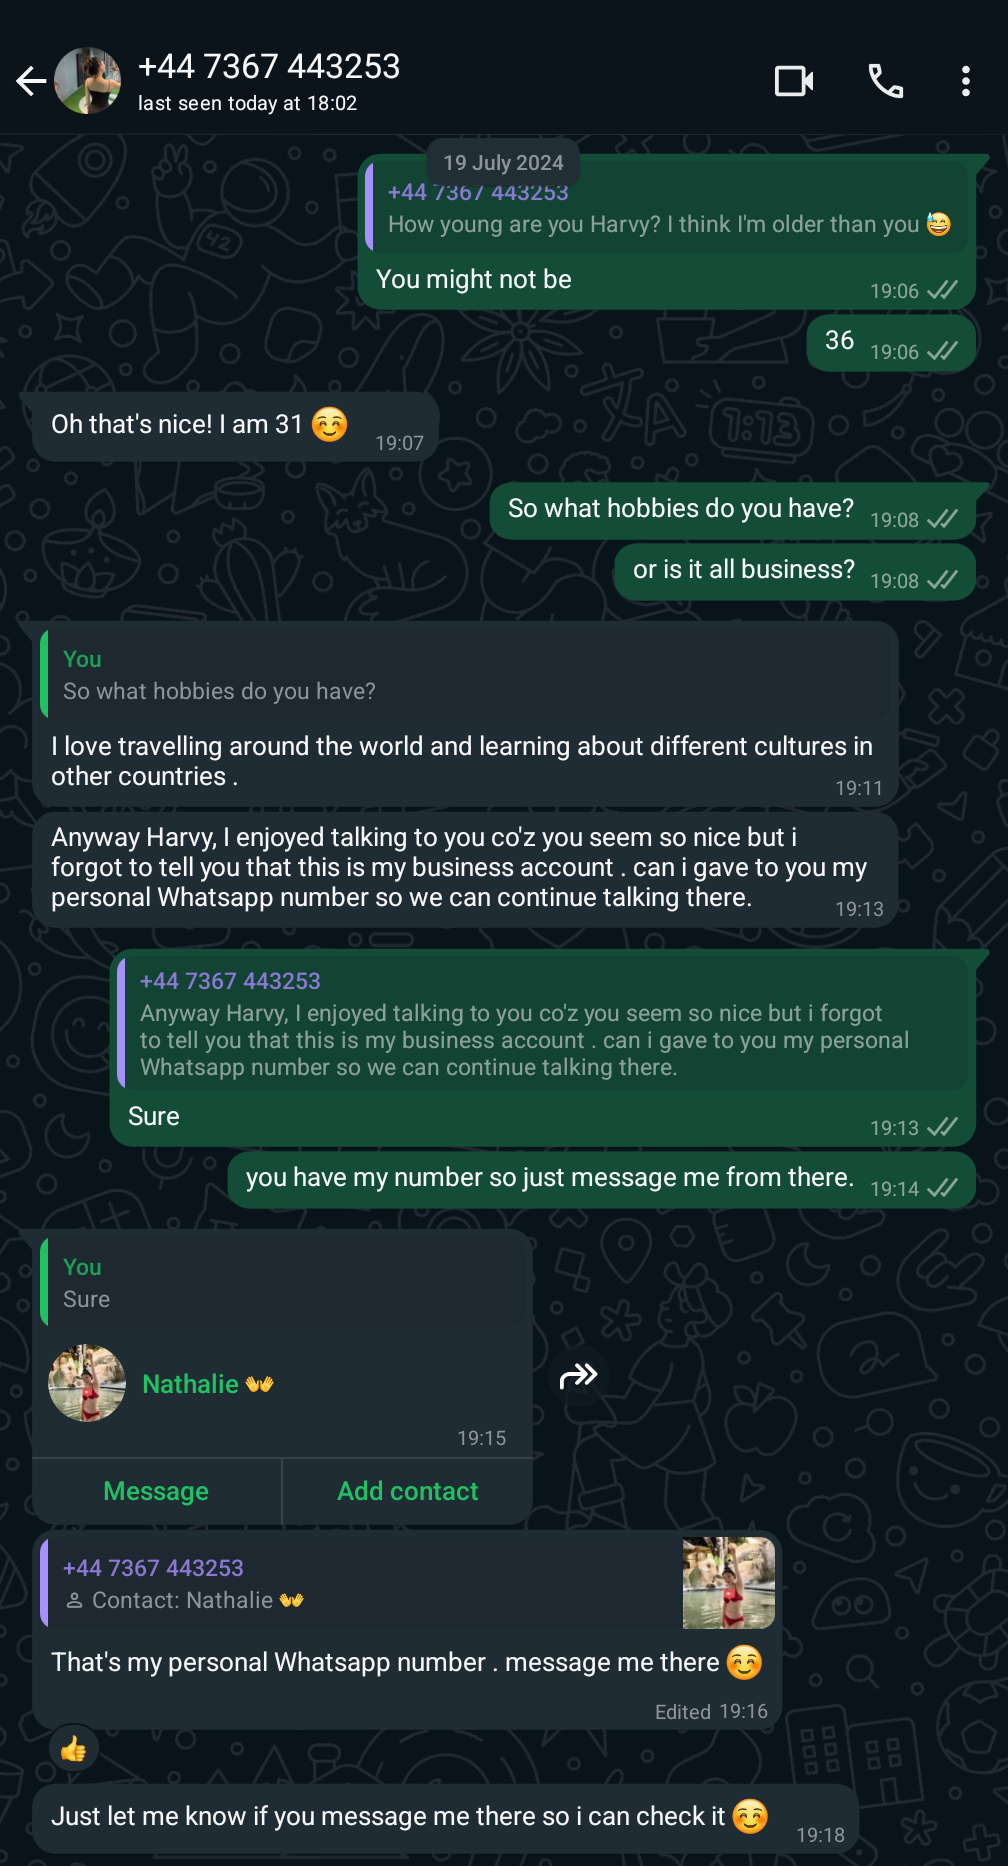 +44 7367 443253
last seen today at 18:02
19 July 2024
+44 7367 443253
How young are you Harvy? I think I'm older than you 😅
You might not be
19:06
36
19:06
Oh that's nice! I am 31 ☺️
19:07
So what hobbies do you have?
19:08
or is it all business?
19:08
You
So what hobbies do you have?
I love travelling around the world and learning about different cultures in
other countries .
19:11
Anyway Harvy, I enjoyed talking to you co'z you seem so nice but i
forgot to tell you that this is my business account . can i gave to you my
personal Whatsapp number so we can continue talking there.
19:13
+44 7367 443253
Anyway Harvy, I enjoyed talking to you co'z you seem so nice but i forgot
to tell you that this is my business account . can i gave to you my personal
Whatsapp number so we can continue talking there.
Sure
19:13
you have my number so just message me from there.
19:14
You
Sure
Nathalie 👐
19:15
Message
Add contact
+44 7367 443253
Contact: Nathalie 👐
That's my personal Whatsapp number . message me there ☺️
Edited 19:16
👍
Just let me know if you message me there so i can check it ☺️
19:18